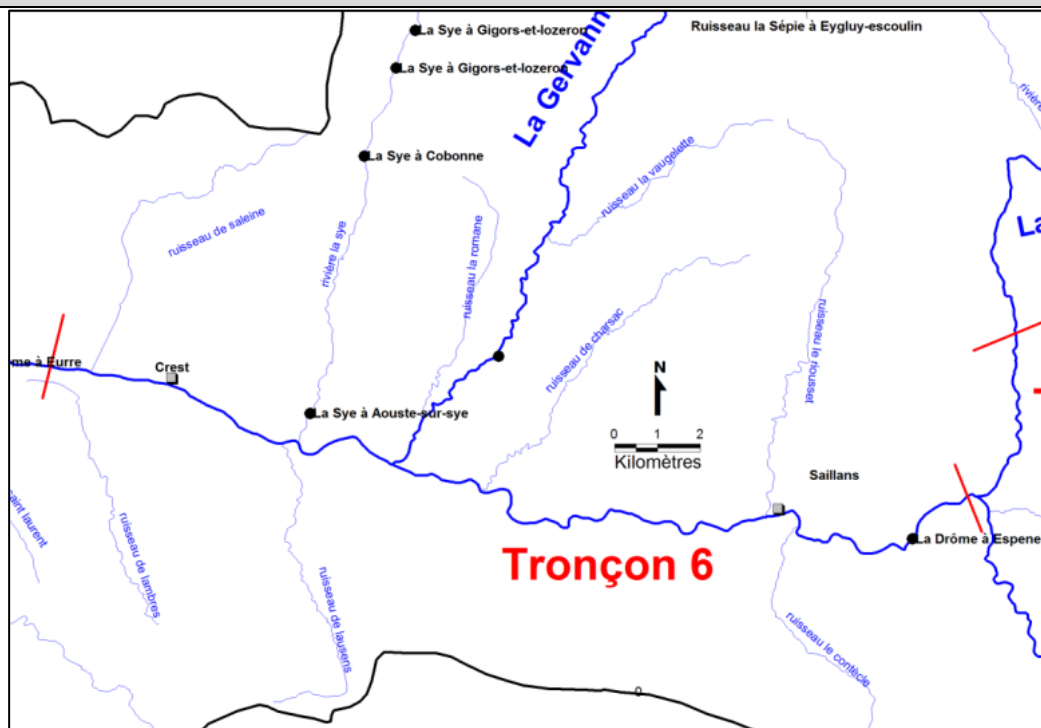 La Sye à Gigors-et-lozeron
Ruisseau la Sépie à Eygluy-escoulin
La Sye à Gigors-et-lozeron
La Gervann
rivière
La Sye à Cobonne
ruisseau la vaugelette
ruisseau de saleine
rivière la sye
ruisseau la romane
La
ruisseau de charsac
ruisseau le riousset
me à Eurre
Crest
N
0 1 2
Kilomètres
La Sye à Aouste-sur-sye
Saillans
saint laurent
ruisseau de lambres
Tronçon 6
La Drôme à Espene
ruisseau de lausens
ruisseau le contècle
0